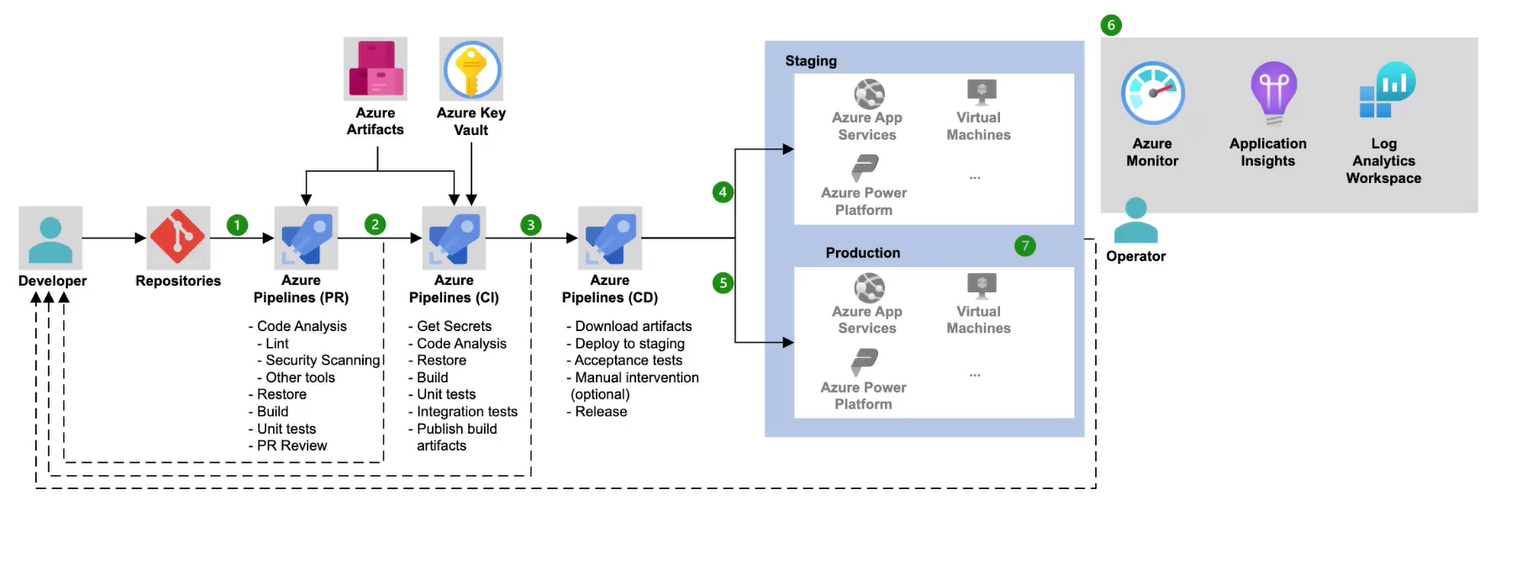 6
Staging
Azure
Artifacts
Azure Key
Vault
Azure App
Services
Virtual
Machines
Azure Power
Platform
...
Azure
Monitor
Application
Insights
Log
Analytics
Workspace
4
1
2
3
5
7
Production
Operator
Developer
Repositories
Azure
Pipelines (PR)
Azure
Pipelines (CI)
Azure
Pipelines (CD)
Azure App
Services
Virtual
Machines
Azure Power
Platform
...
- Code Analysis
- Lint
- Security Scanning
- Other tools
- Restore
- Build
- Unit tests
- PR Review
- Get Secrets
- Code Analysis
- Restore
- Build
- Unit tests
- Integration tests
- Publish build
artifacts
- Download artifacts
- Deploy to staging
- Acceptance tests
- Manual intervention
(optional)
- Release